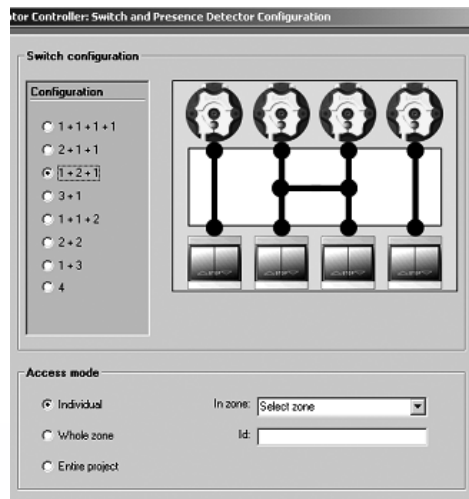 tor Controller: Switch and Presence Detector Configuration
Switch configuration
Configuration
1+1+1+1
2+1+1
1+2+1
3+1
1+1+2
2+2
1+3
4
Access mode
Individual
In zone: Select zone
Whole zone
Id:
Entire project